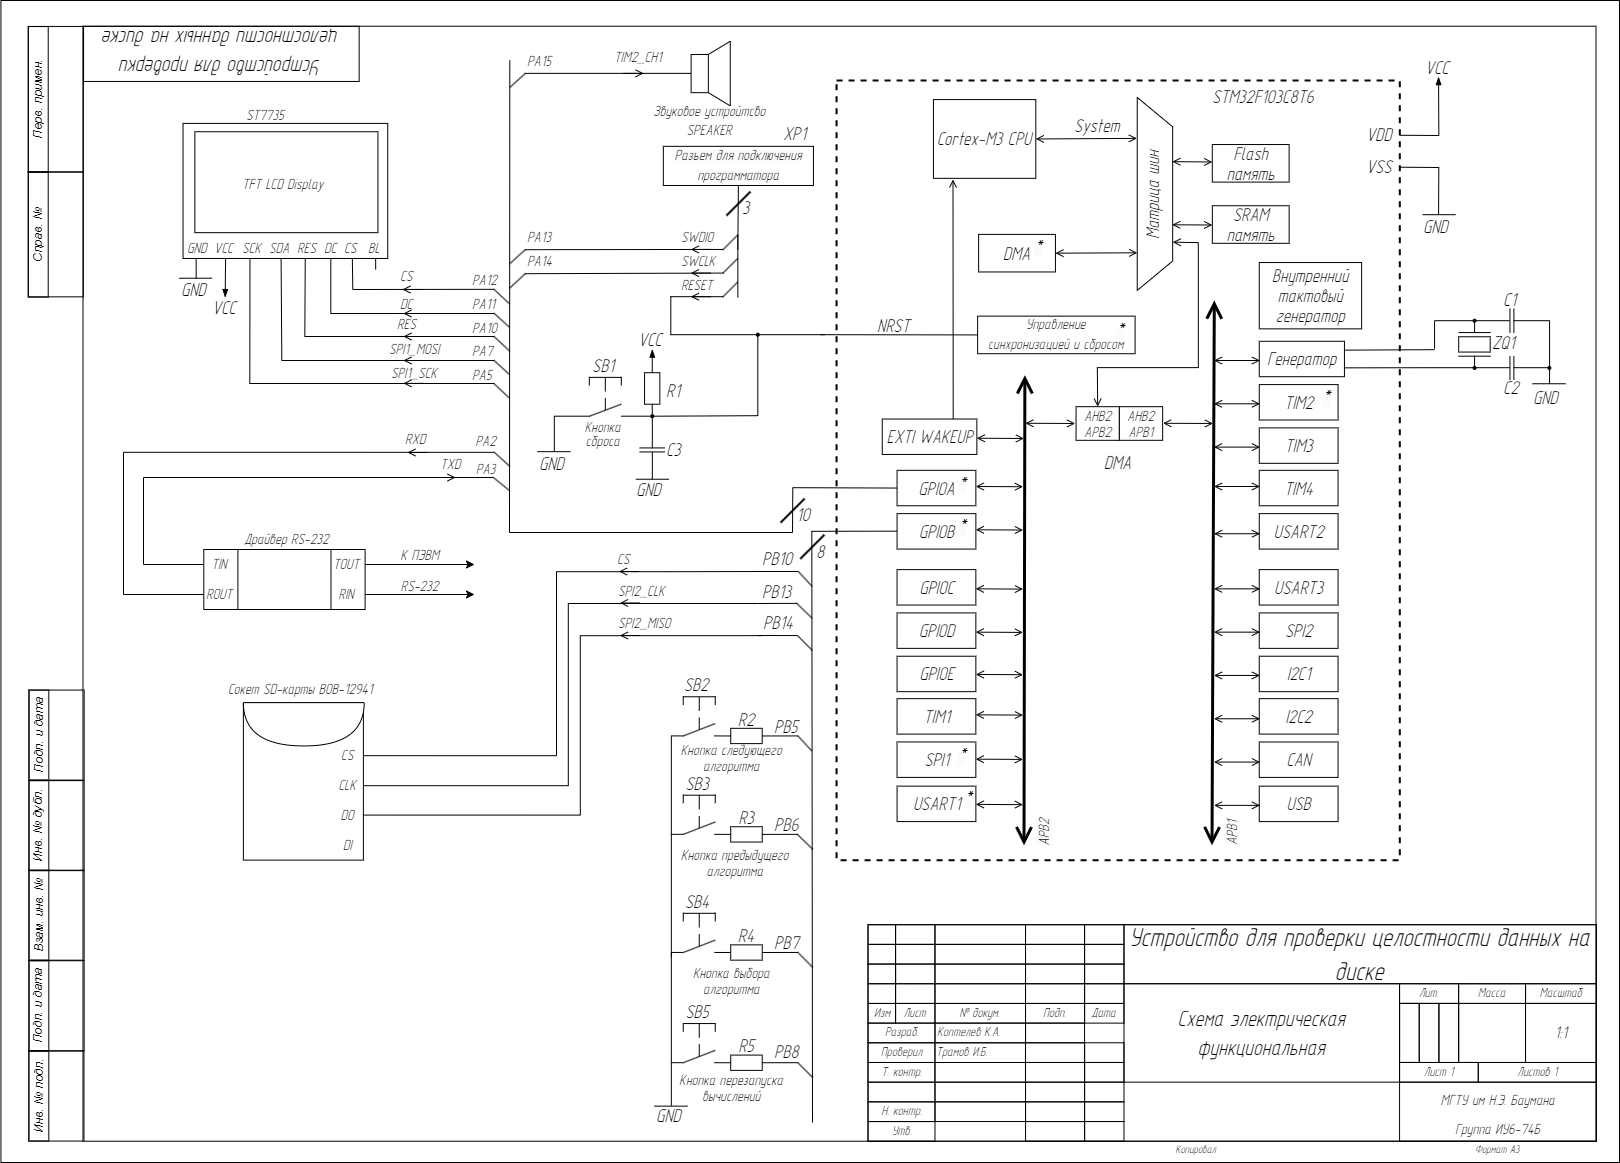 Устройство для проверки
целостности данных на диске
Перв. примен.
Справ. №
Подп. и дата
Инв. № дубл.
Взам. инв. №
Подп. и дата
Инв. № подл.
ST7735
TFT LCD Display
GND VCC SCK SDA RES DC CS BL
GND
VCC
CS PA12
DC PA11
RES PA10
SPI1_MOSI PA7
SPI1_SCK PA5
RXD PA2
TXD PA3
PA15 TIM2_CH1
Звуковое устройтсво
SPEAKER
XP1
Разьем для подключения
программатора
3
PA13 SWDIO
PA14 SWCLK
RESET
NRST
VCC
SB1
R1
Кнопка
сброса
C3
GND
GND
10
8
Драйвер RS-232
TIN TOUT
ROUT RIN
К ПЭВМ
RS-232
CS PB10
SPI2_CLK PB13
SPI2_MISO PB14
Сокет SD-карты BOB-12941
CS
CLK
DO
DI
SB2
R2 PB5
Кнопка следующего
алгоритма
SB3
R3 PB6
Кнопка предыдущего
алгоритма
SB4
R4 PB7
Кнопка выбора
алгоритма
SB5
R5 PB8
Кнопка перезапуска
вычислений
GND
STM32F103C8T6
Cortex-M3 CPU
System
Матрица шин
Flash
память
SRAM
память
DMA *
Внутренний
тактовый
генератор
Управление *
синхронизацией и сбросом
Генератор
EXTI WAKEUP
AHB2 AHB2
APB2 APB1
DMA
GPIOA *
GPIOB *
GPIOC
GPIOD
GPIOE
TIM1
SPI1 *
USART1 *
APB2
TIM2 *
TIM3
TIM4
USART2
USART3
SPI2
I2C1
I2C2
CAN
USB
APB1
VCC
VDD
VSS
GND
C1
ZQ1
C2
GND
Устройство для проверки целостности данных на
диске
Схема электрическая
функциональная
Лит. Масса Масштаб
1:1
Лист 1 Листов 1
МГТУ им Н.Э. Баумана
Группа ИУ6-74Б
Изм Лист № докум. Подп. Дата
Разраб. Коптелев К.А.
Проверил Трамов И.Б.
Т. контр.
Н. контр.
Утв.
Копировал Формат А3